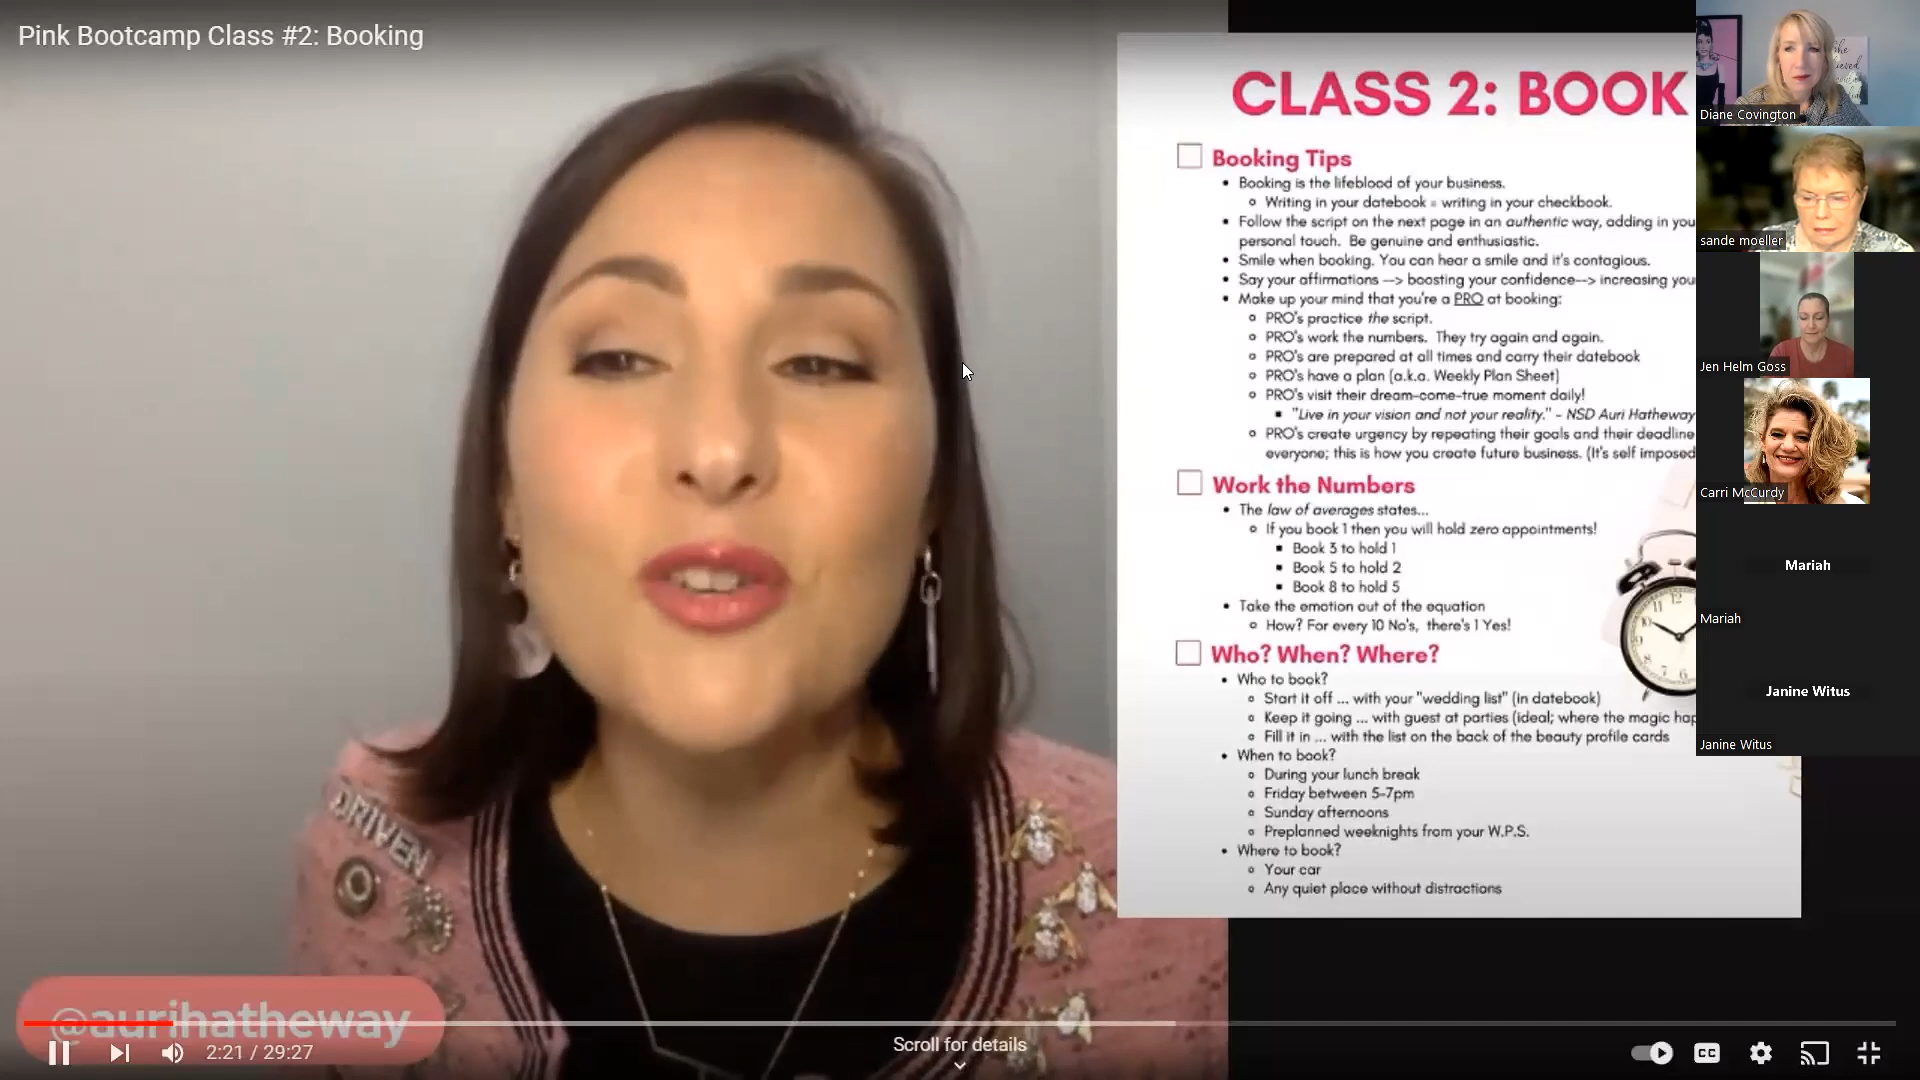 Pink Bootcamp Class #2: Booking
CLASS 2: BOOK
Booking Tips
• Booking is the lifeblood of your business.
Writing in your datebook = writing in your checkbook.
• Follow the script on the next page in an authentic way, adding in you
personal touch. Be genuine and enthusiastic.
• Smile when booking. You can hear a smile and it's contagious.
• Say your affirmations --> boosting your confidence--> increasing you
• Make up your mind that you're a PRO at booking:
PRO's practice the script.
PRO's work the numbers. They try again and again.
PRO's are prepared at all times and carry their datebook
PRO's have a plan (a.k.a. Weekly Plan Sheet)
PRO's visit their dream-come-true moment daily!
"Live in your vision and not your reality." - NSD Auri Hatheway
PRO's create urgency by repeating their goals and their deadline
everyone; this is how you create future business. (It's self imposed
Work the Numbers
• The law of averages states...
If you book 1 then you will hold zero appointments!
Book 3 to hold 1
Book 5 to hold 2
Book 8 to hold 5
• Take the emotion out of the equation
How? For every 10 No's, there's 1 Yes!
Who? When? Where?
• Who to book?
Start it off ... with your "wedding list" (in datebook)
Keep it going ... with guest at parties (ideal; where the magic hap
Fill it in ... with the list on the back of the beauty profile cards
• When to book?
During your lunch break
Friday between 5-7pm
Sunday afternoons
Preplanned weeknights from your W.P.S.
• Where to book?
Your car
Any quiet place without distractions
Diane Covington
sande moeller
Jen Helm Goss
Carri McCurdy
Mariah
Mariah
Janine Witus
Janine Witus
DRIVEN
@aurihatheway
2:21 / 29:27
Scroll for details
CC